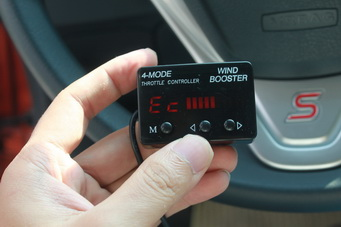 4-MODE WIND
THROTTLE CONTROLLER BOOSTER
Ec
M
S